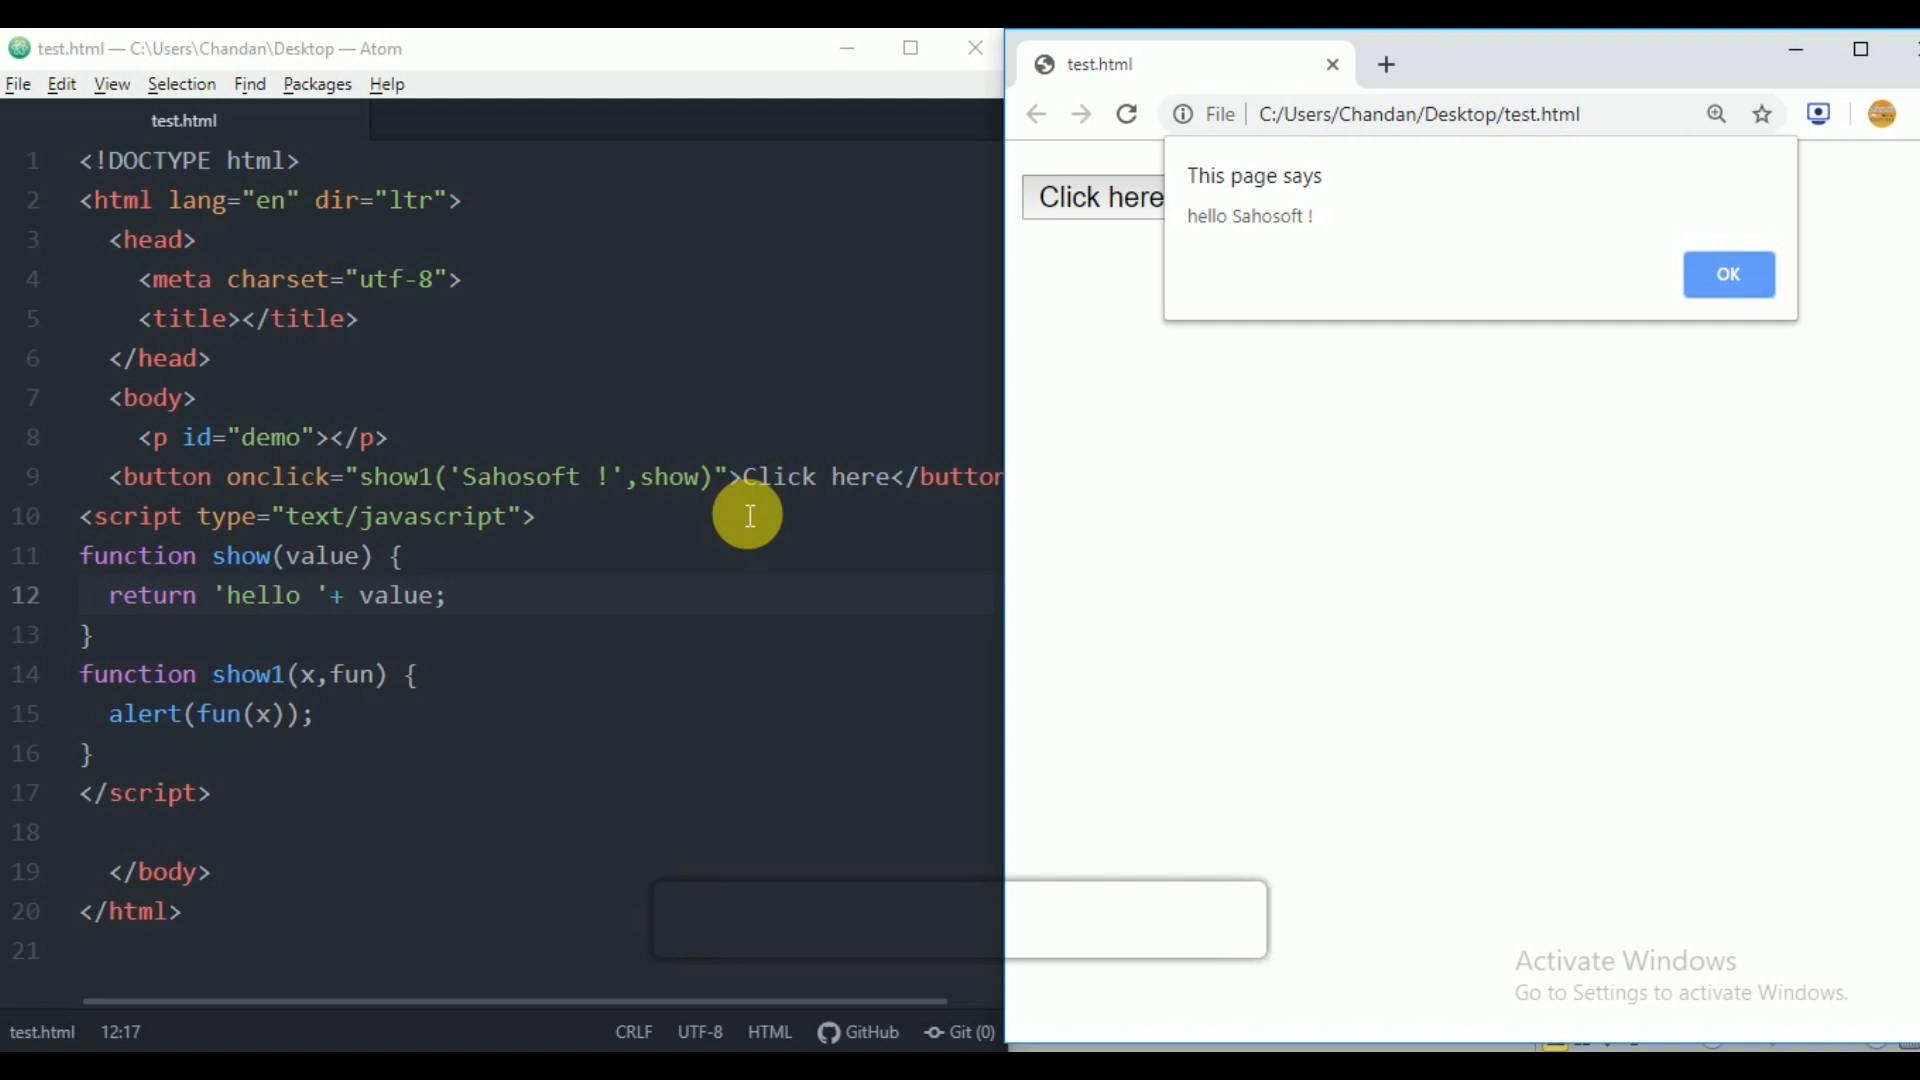 test.html — C:\Users\Chandan\Desktop — Atom
File Edit View Selection Find Packages Help
test.html
1 <!DOCTYPE html>
2 <html lang="en" dir="ltr">
3 <head>
4 <meta charset="utf-8">
5 <title></title>
6 </head>
7 <body>
8 <p id="demo"></p>
9 <button onclick="show1('Sahosoft !',show)">Click here</button
10 <script type="text/javascript">
11 function show(value) {
12 return 'hello '+ value;
13 }
14 function show1(x,fun) {
15 alert(fun(x));
16 }
17 </script>
18
19 </body>
20 </html>
21
test.html 12:17 CRLF UTF-8 HTML GitHub Git (0)
test.html
File C:/Users/Chandan/Desktop/test.html
Click here
This page says
hello Sahosoft !
OK
Activate Windows
Go to Settings to activate Windows.